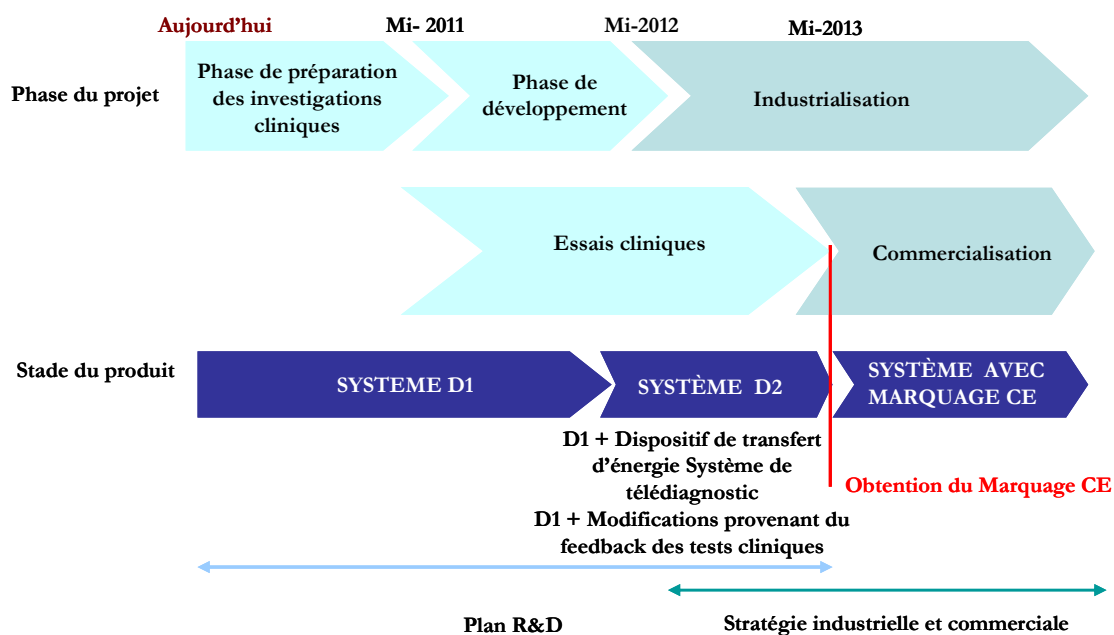 Aujourd'hui
Mi- 2011
Mi-2012
Mi-2013
Phase du projet
Phase de préparation
des investigations
cliniques
Phase de
développement
Industrialisation
Essais cliniques
Commercialisation
Stade du produit
SYSTEME D1
SYSTÈME D2
SYSTÈME AVEC
MARQUAGE CE
D1 + Dispositif de transfert
d'énergie Système de
télédiagnostic
D1 + Modifications provenant du
feedback des tests cliniques
Obtention du Marquage CE
Plan R&D
Stratégie industrielle et commerciale